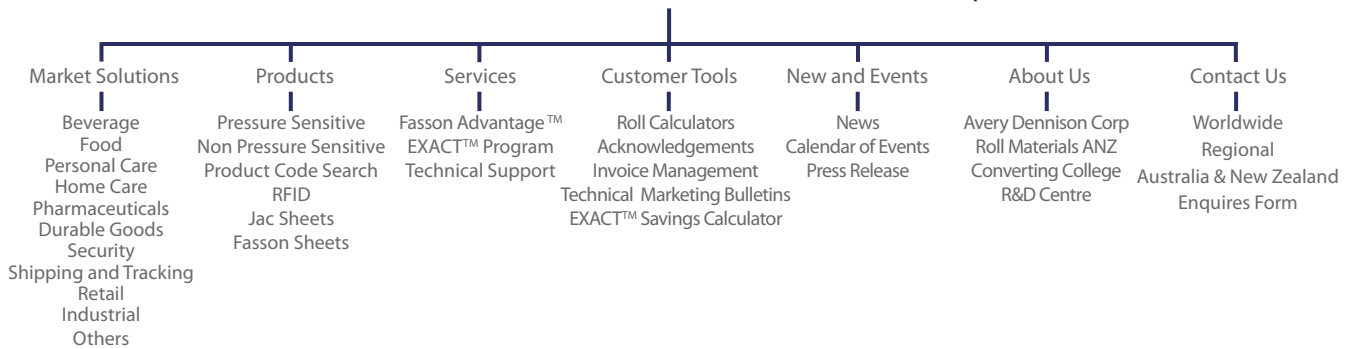 Market Solutions
Beverage
Food
Personal Care
Home Care
Pharmaceuticals
Durable Goods
Security
Shipping and Tracking
Retail
Industrial
Others
Products
Pressure Sensitive
Non Pressure Sensitive
Product Code Search
RFID
Jac Sheets
Fasson Sheets
Services
Fasson Advantage™
EXACT™ Program
Technical Support
Customer Tools
Roll Calculators
Acknowledgements
Invoice Management
Technical Marketing Bulletins
EXACT™ Savings Calculator
New and Events
News
Calendar of Events
Press Release
About Us
Avery Dennison Corp
Roll Materials ANZ
Converting College
R&D Centre
Contact Us
Worldwide
Regional
Australia & New Zealand
Enquires Form